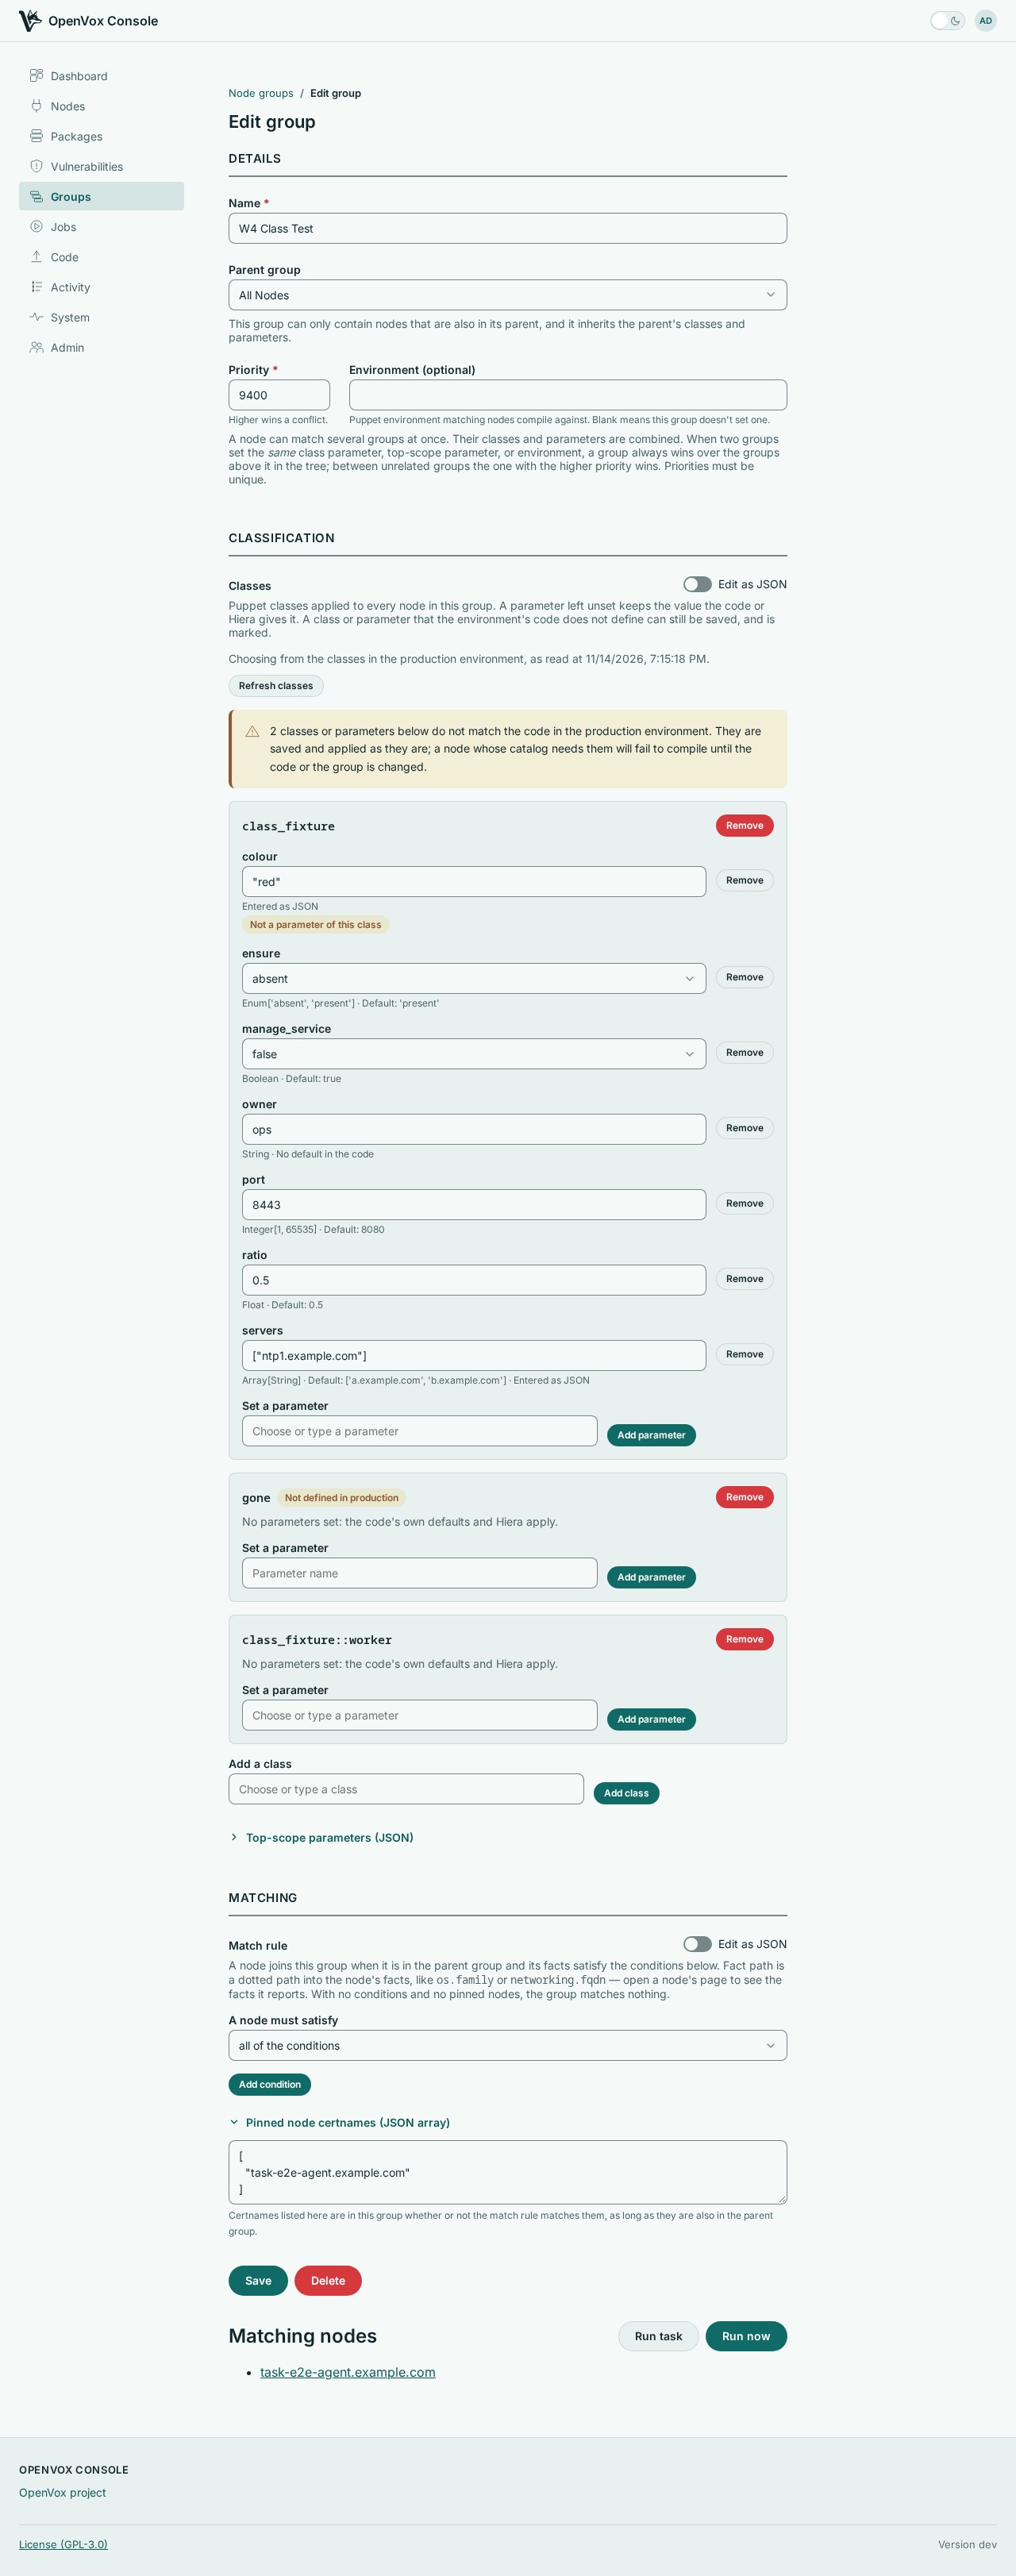 OpenVox Console
AD
Dashboard
Nodes
Packages
Vulnerabilities
Groups
Jobs
Code
Activity
System
Admin
Node groups / Edit group
Edit group
DETAILS
Name *
W4 Class Test
Parent group
All Nodes
This group can only contain nodes that are also in its parent, and it inherits the parent's classes and
parameters.
Priority * Environment (optional)
9400
Higher wins a conflict. Puppet environment matching nodes compile against. Blank means this group doesn't set one.
A node can match several groups at once. Their classes and parameters are combined. When two groups
set the same class parameter, top-scope parameter, or environment, a group always wins over the groups
above it in the tree; between unrelated groups the one with the higher priority wins. Priorities must be
unique.
CLASSIFICATION
Classes Edit as JSON
Puppet classes applied to every node in this group. A parameter left unset keeps the value the code or
Hiera gives it. A class or parameter that the environment's code does not define can still be saved, and is
marked.
Choosing from the classes in the production environment, as read at 11/14/2026, 7:15:18 PM.
Refresh classes
2 classes or parameters below do not match the code in the production environment. They are
saved and applied as they are; a node whose catalog needs them will fail to compile until the
code or the group is changed.
class_fixture Remove
colour
"red" Remove
Entered as JSON
Not a parameter of this class
ensure
absent Remove
Enum['absent', 'present'] · Default: 'present'
manage_service
false Remove
Boolean · Default: true
owner
ops Remove
String · No default in the code
port
8443 Remove
Integer[1, 65535] · Default: 8080
ratio
0.5 Remove
Float · Default: 0.5
servers
["ntp1.example.com"] Remove
Array[String] · Default: ['a.example.com', 'b.example.com'] · Entered as JSON
Set a parameter
Choose or type a parameter Add parameter
gone Not defined in production Remove
No parameters set: the code's own defaults and Hiera apply.
Set a parameter
Parameter name Add parameter
class_fixture::worker Remove
No parameters set: the code's own defaults and Hiera apply.
Set a parameter
Choose or type a parameter Add parameter
Add a class
Choose or type a class Add class
Top-scope parameters (JSON)
MATCHING
Match rule Edit as JSON
A node joins this group when it is in the parent group and its facts satisfy the conditions below. Fact path is
a dotted path into the node's facts, like os.family or networking.fqdn — open a node's page to see the
facts it reports. With no conditions and no pinned nodes, the group matches nothing.
A node must satisfy
all of the conditions
Add condition
Pinned node certnames (JSON array)
[
"task-e2e-agent.example.com"
]
Certnames listed here are in this group whether or not the match rule matches them, as long as they are also in the parent
group.
Save Delete
Matching nodes Run task Run now
• task-e2e-agent.example.com
OPENVOX CONSOLE
OpenVox project
License (GPL-3.0) Version dev